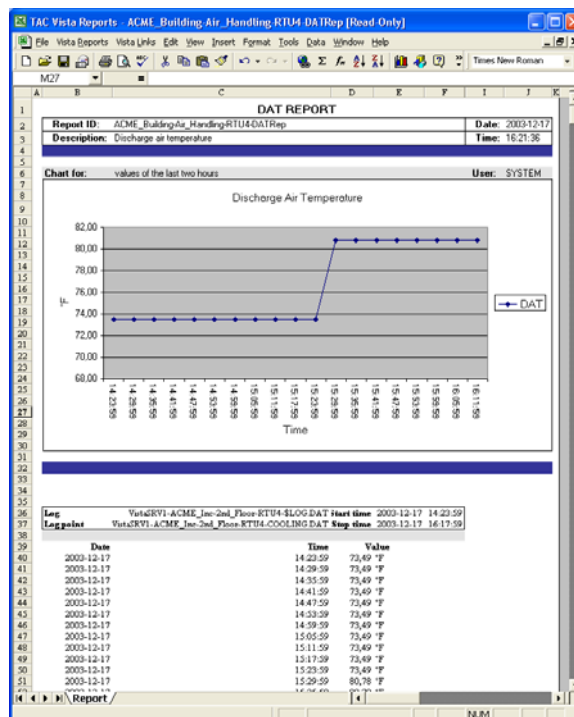 TAC Vista Reports - ACME_Building-Air_Handling-RTU4-DATRep [Read-Only]
File Vista Reports Vista Links Edit View Insert Format Tools Data Window Help
Times New Roman
M27 =
A B C D E F I J K
DAT REPORT
Report ID: ACME_Building-Air_Handling-RTU4-DATRep Date: 2003-12-17
Description: Discharge air temperature Time: 16:21:36
Chart for: values of the last two hours User: SYSTEM
Discharge Air Temperature
82,00
80,00
78,00
76,00
74,00
72,00
70,00
68,00
°F
DAT
14:23:59
14:29:59
14:35:59
14:41:59
14:47:59
14:53:59
14:59:59
15:05:59
15:11:59
15:17:59
15:23:59
15:29:59
15:35:59
15:41:59
15:47:59
15:53:59
15:59:59
16:05:59
16:11:59
Time
Log VistaSRV1-ACME_Inc-2nd_Floor-RTU4-$LOG.DAT Start time 2003-12-17 14:23:59
Log point VistaSRV1-ACME_Inc-2nd_Floor-RTU4-COOLING.DAT Stop time 2003-12-17 16:17:59
Date Time Value
2003-12-17 14:23:59 73,49 °F
2003-12-17 14:29:59 73,49 °F
2003-12-17 14:35:59 73,49 °F
2003-12-17 14:41:59 73,49 °F
2003-12-17 14:47:59 73,49 °F
2003-12-17 14:53:59 73,49 °F
2003-12-17 14:59:59 73,49 °F
2003-12-17 15:05:59 73,49 °F
2003-12-17 15:11:59 73,49 °F
2003-12-17 15:17:59 73,49 °F
2003-12-17 15:23:59 73,49 °F
2003-12-17 15:29:59 80,78 °F
Report
NUM